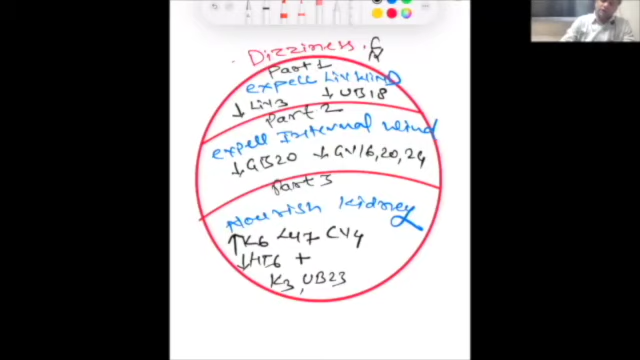 Dizziness.
Part 1
Expell Liv Wind
↓ Liv3 ↓ UB18
Part 2
Expell Internal Wind
↓ GB20 ↓ GV16, 20, 24
Part 3
Nourish Kidney
↑ K6 LU7 CV4
↓ HT6 +
K3, UB23